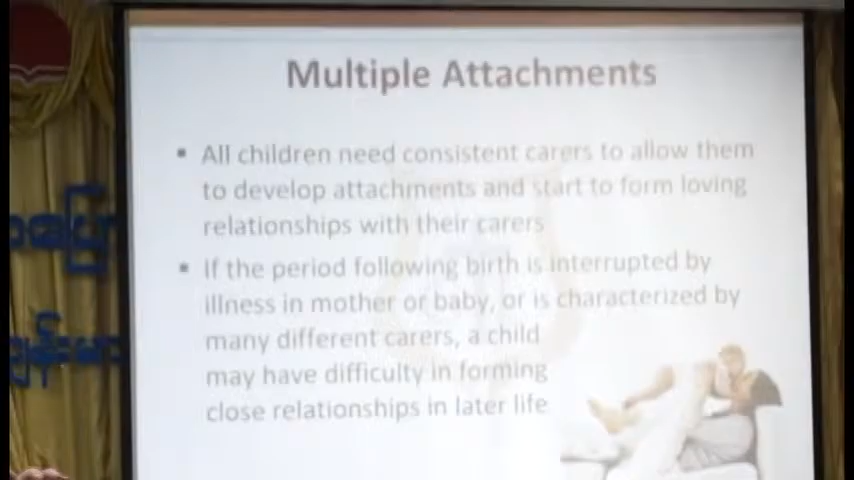 Multiple Attachments
▪ All children need consistent carers to allow them
to develop attachments and start to form loving
relationships with their carers
▪ If the period following birth is interrupted by
illness in mother or baby, or is characterized by
many different carers, a child
may have difficulty in forming
close relationships in later life